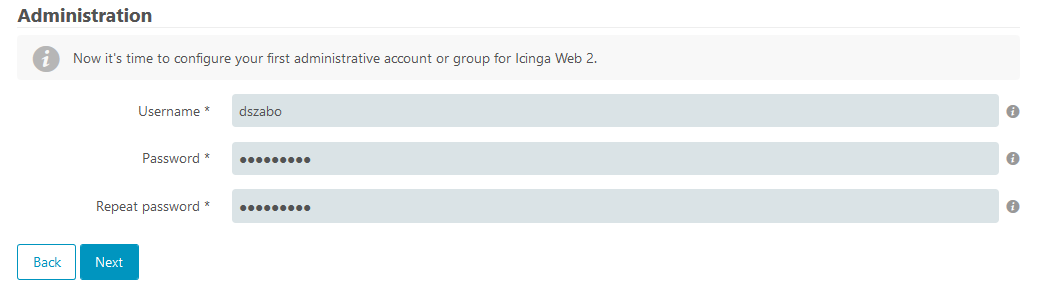 Administration
Now it's time to configure your first administrative account or group for Icinga Web 2.
Username * dszabo
Password * ●●●●●●●●●
Repeat password * ●●●●●●●●●
Back Next